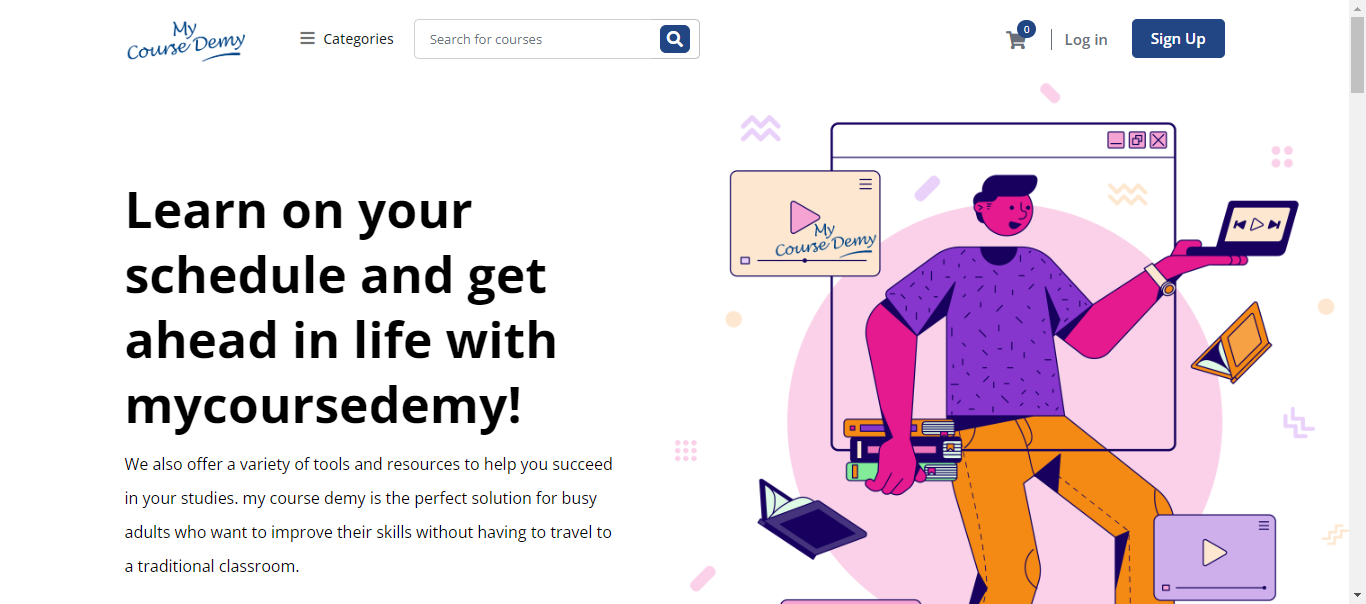 My
Course Demy
Categories
Search for courses
0
Log in
Sign Up
Learn on your
schedule and get
ahead in life with
mycoursedemy!
We also offer a variety of tools and resources to help you succeed
in your studies. my course demy is the perfect solution for busy
adults who want to improve their skills without having to travel to
a traditional classroom.
My
Course Demy